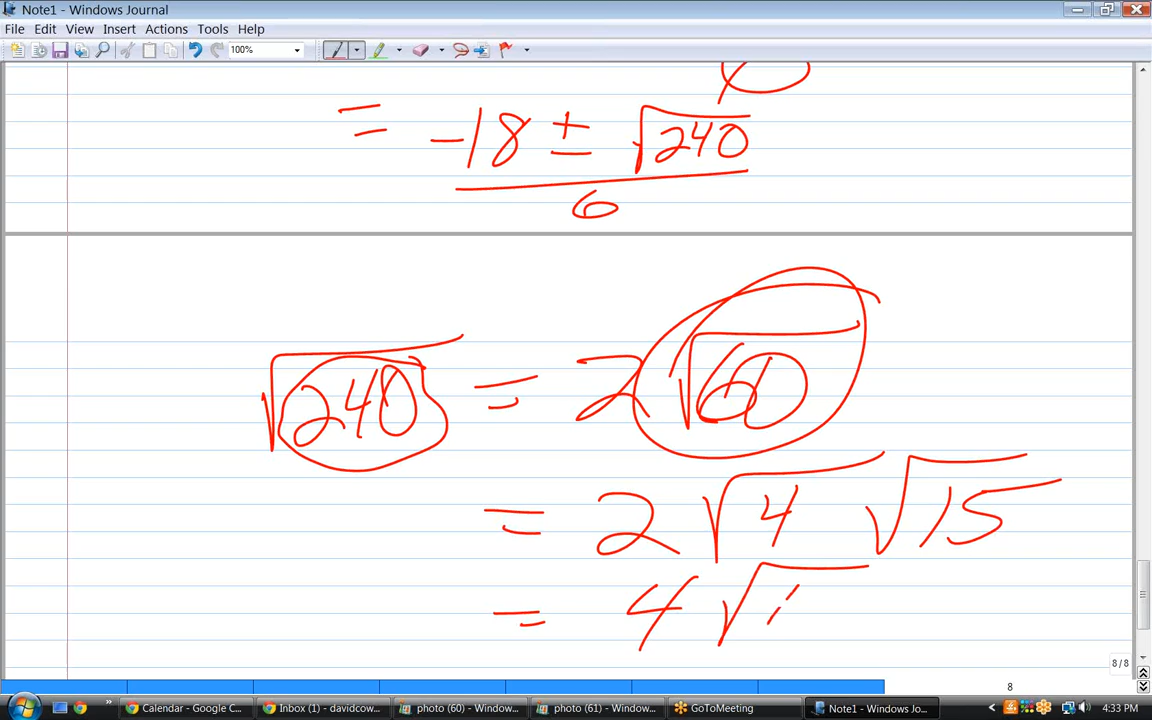 Note1 - Windows Journal
File Edit View Insert Actions Tools Help
100%
= -18 ± √240
6
√240 = 2√60
= 2 √4 √15
= 4 √
8/8
8
Calendar - Google C... Inbox (1) - davidcow... photo (60) - Window... photo (61) - Window... GoToMeeting Note1 - Windows Jo... 4:33 PM